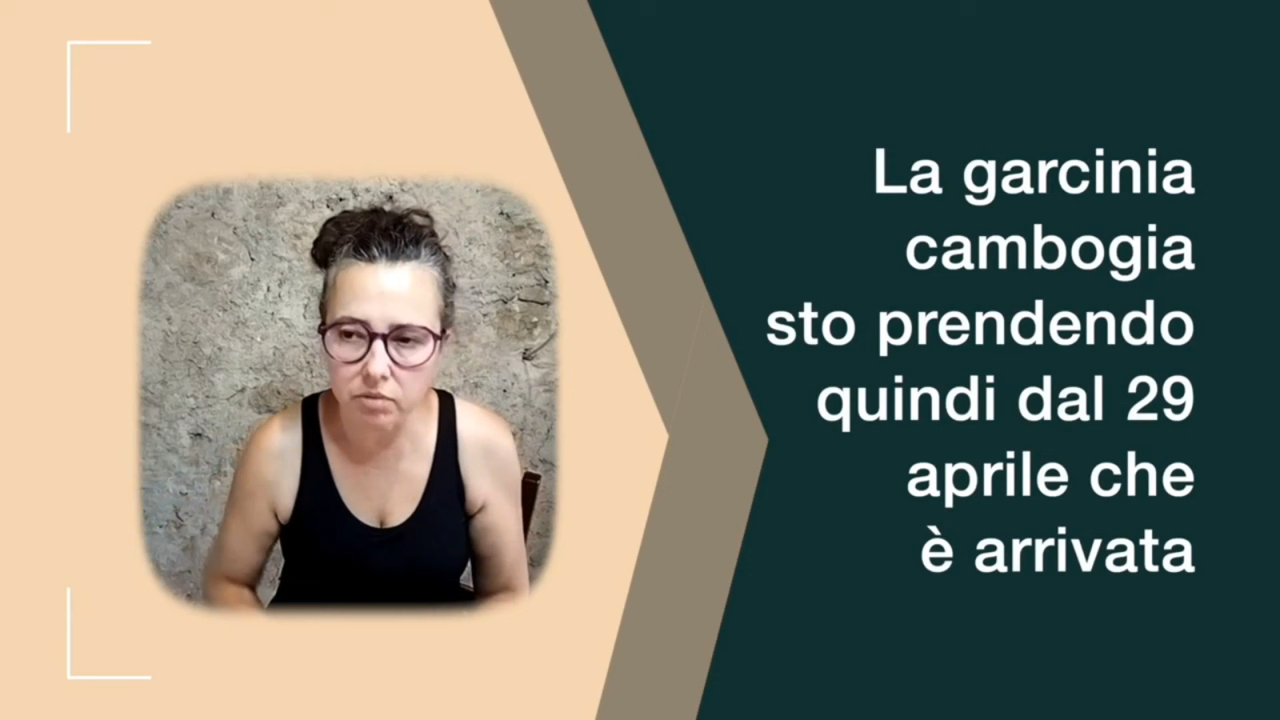 La garcinia
cambogia
sto prendendo
quindi dal 29
aprile che
è arrivata